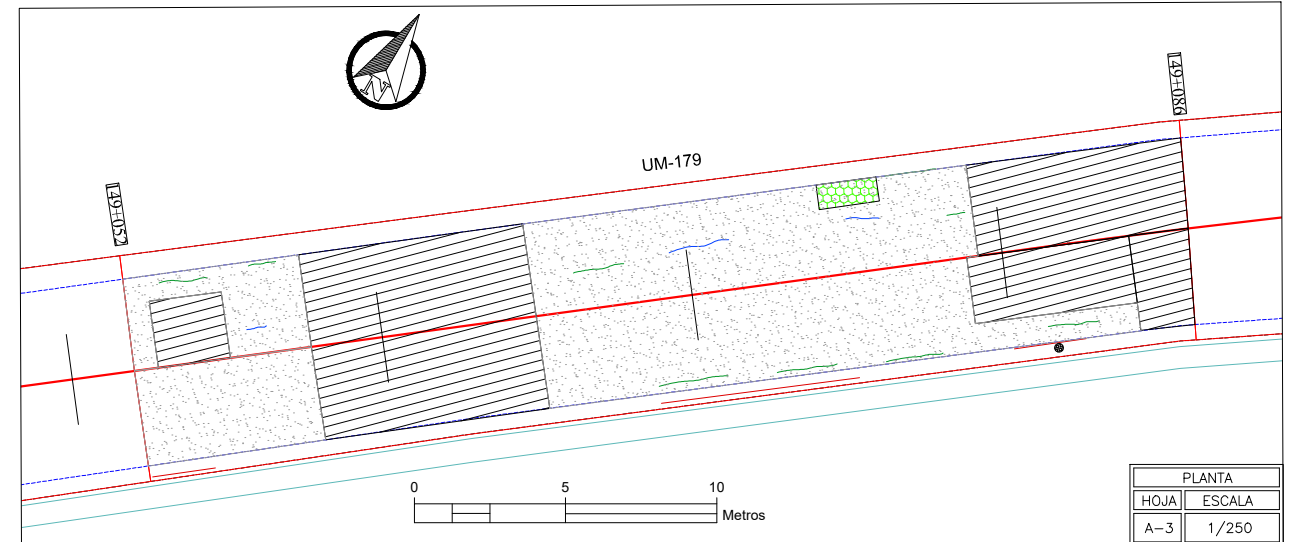 N
149+086
UM-179
149+052
0 5 10
Metros
PLANTA
HOJA ESCALA
A-3 1/250